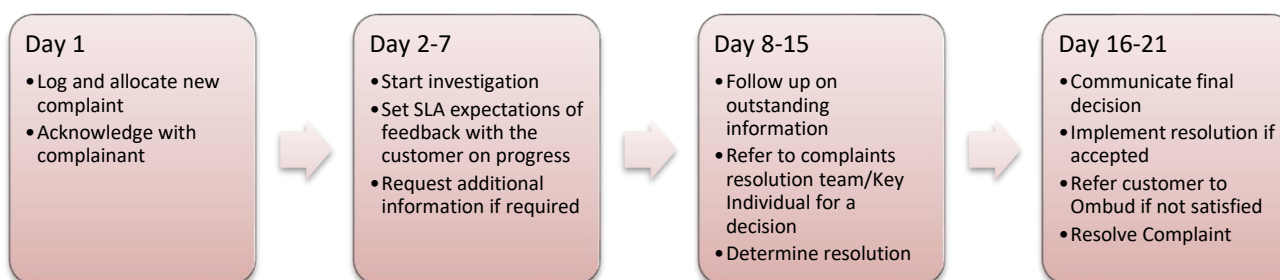 Day 1
•Log and allocate new
complaint
•Acknowledge with
complainant
Day 2-7
•Start investigation
•Set SLA expectations of
feedback with the
customer on progress
•Request additional
information if required
Day 8-15
•Follow up on
outstanding
information
•Refer to complaints
resolution team/Key
Individual for a
decision
•Determine resolution
Day 16-21
•Communicate final
decision
•Implement resolution if
accepted
•Refer customer to
Ombud if not satisfied
•Resolve Complaint